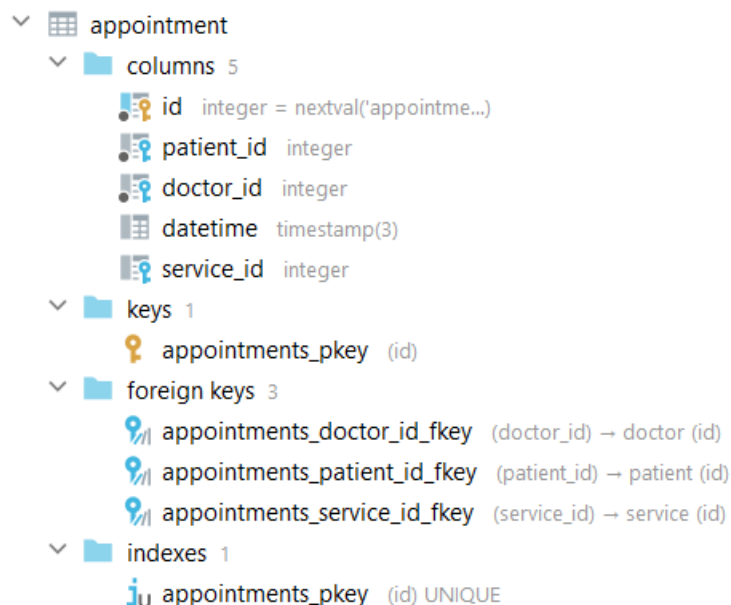 appointment
columns 5
id integer = nextval('appointme...)
patient_id integer
doctor_id integer
datetime timestamp(3)
service_id integer
keys 1
appointments_pkey (id)
foreign keys 3
appointments_doctor_id_fkey (doctor_id) → doctor (id)
appointments_patient_id_fkey (patient_id) → patient (id)
appointments_service_id_fkey (service_id) → service (id)
indexes 1
appointments_pkey (id) UNIQUE